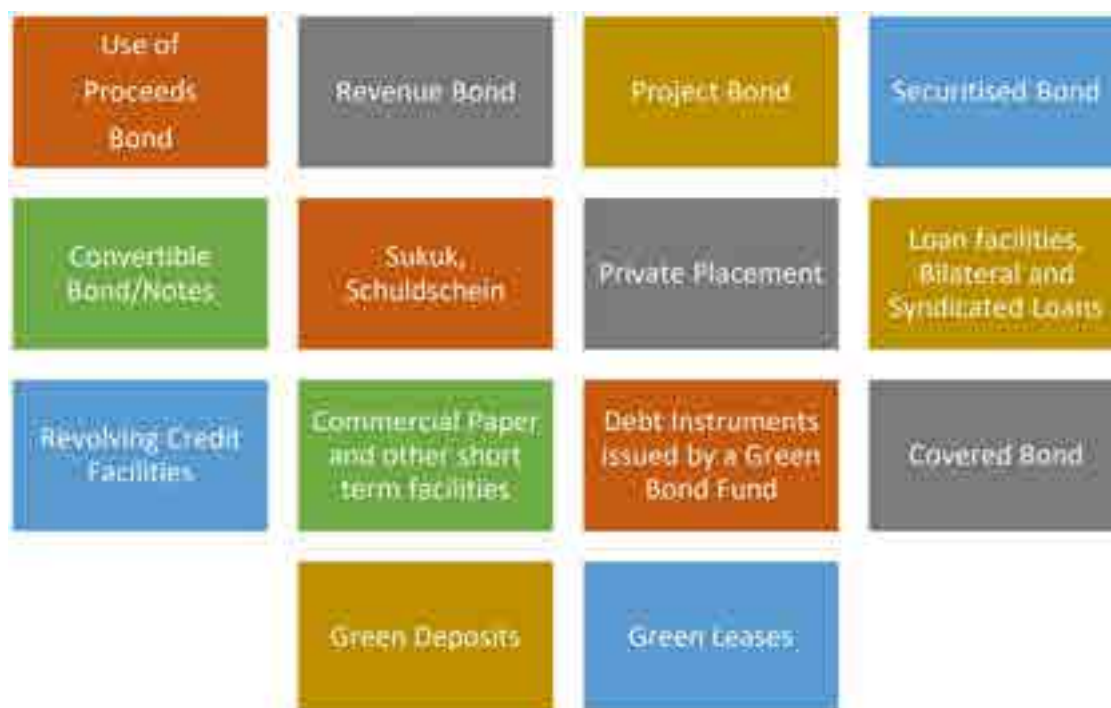 Use of
Proceeds
Bond
Revenue Bond
Project Bond
Securitised Bond
Convertible
Bond/Notes
Sukuk,
Schuldschein
Private Placement
Loan facilities,
Bilateral and
Syndicated Loans
Revolving Credit
Facilities
Commercial Paper
and other short
term facilities
Debt Instruments
issued by a Green
Bond Fund
Covered Bond
Green Deposits
Green Leases